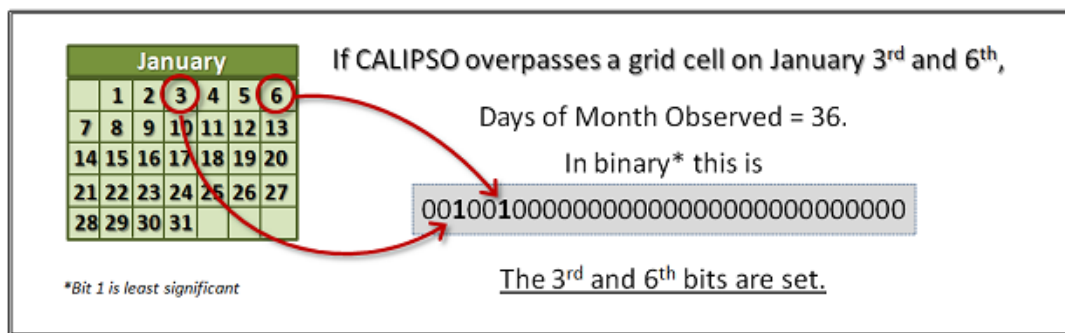 January
1 2 3 4 5 6
7 8 9 10 11 12 13
14 15 16 17 18 19 20
21 22 23 24 25 26 27
28 29 30 31
*Bit 1 is least significant
If CALIPSO overpasses a grid cell on January 3rd and 6th,
Days of Month Observed = 36.
In binary* this is
00100100000000000000000000000000
The 3rd and 6th bits are set.